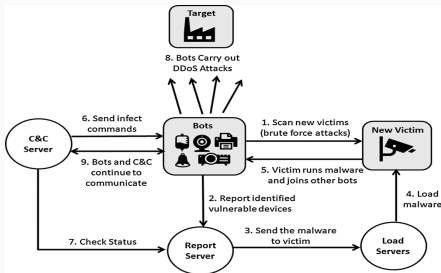 Target
8. Bots Carry out
DDoS Attacks
6. Send infect
commands
C&C
Server
Bots
1. Scan new victims
(brute force attacks)
New Victim
9. Bots and C&C
continue to
communicate
5. Victim runs malware
and joins other bots
2. Report identified
vulnerable devices
4. Load
malware
7. Check Status
Report
Server
3. Send the malware
to victim
Load
Servers